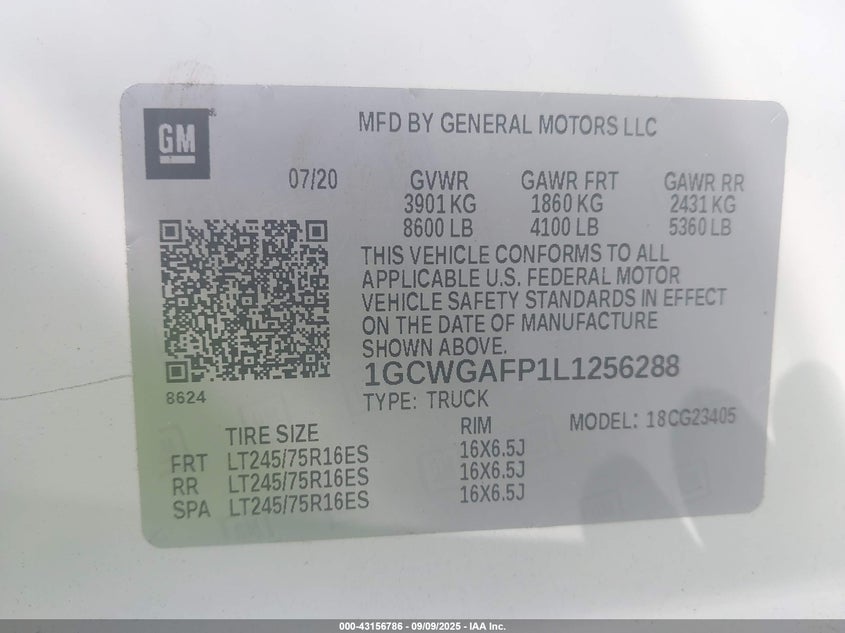 GM
MFD BY GENERAL MOTORS LLC
07/20
GVWR GAWR FRT GAWR RR
3901 KG 1860 KG 2431 KG
8600 LB 4100 LB 5360 LB
THIS VEHICLE CONFORMS TO ALL
APPLICABLE U.S. FEDERAL MOTOR
VEHICLE SAFETY STANDARDS IN EFFECT
ON THE DATE OF MANUFACTURE
SHOWN ABOVE.
1GCWGAFP1L1256288
8624
TYPE: TRUCK
MODEL: 18CG23405
TIRE SIZE RIM
FRT LT245/75R16ES 16X6.5J
RR LT245/75R16ES 16X6.5J
SPA LT245/75R16ES 16X6.5J
000-43156786 - 09/09/2025 - IAA Inc.